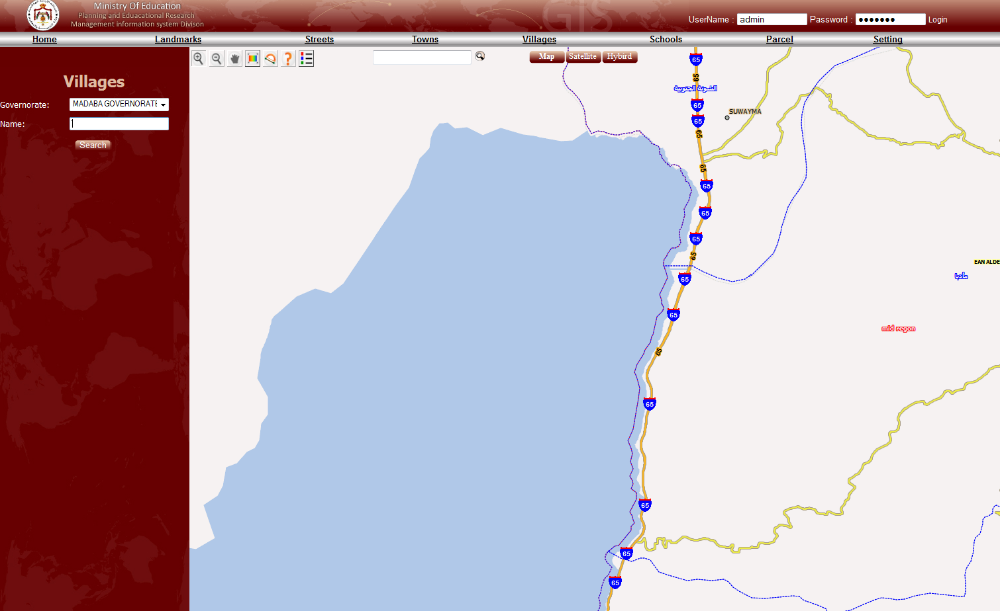 Ministry Of Education
Planning and Eduacational Research
Management information system Divison
GIS
UserName : admin Password : ●●●●●●● Login
Home Landmarks Streets Towns Villages Schools Parcel Setting
Map Satellite Hybird
Villages
Governorate: MADABA GOVERNORATE
Name:
Search
65
65
الشونة الجنوبية
65
SUWAYMA
65
65
65
65
65
65
65
EAN ALDE
مأدبا
65
65
mid regon
65
65
65
65
65